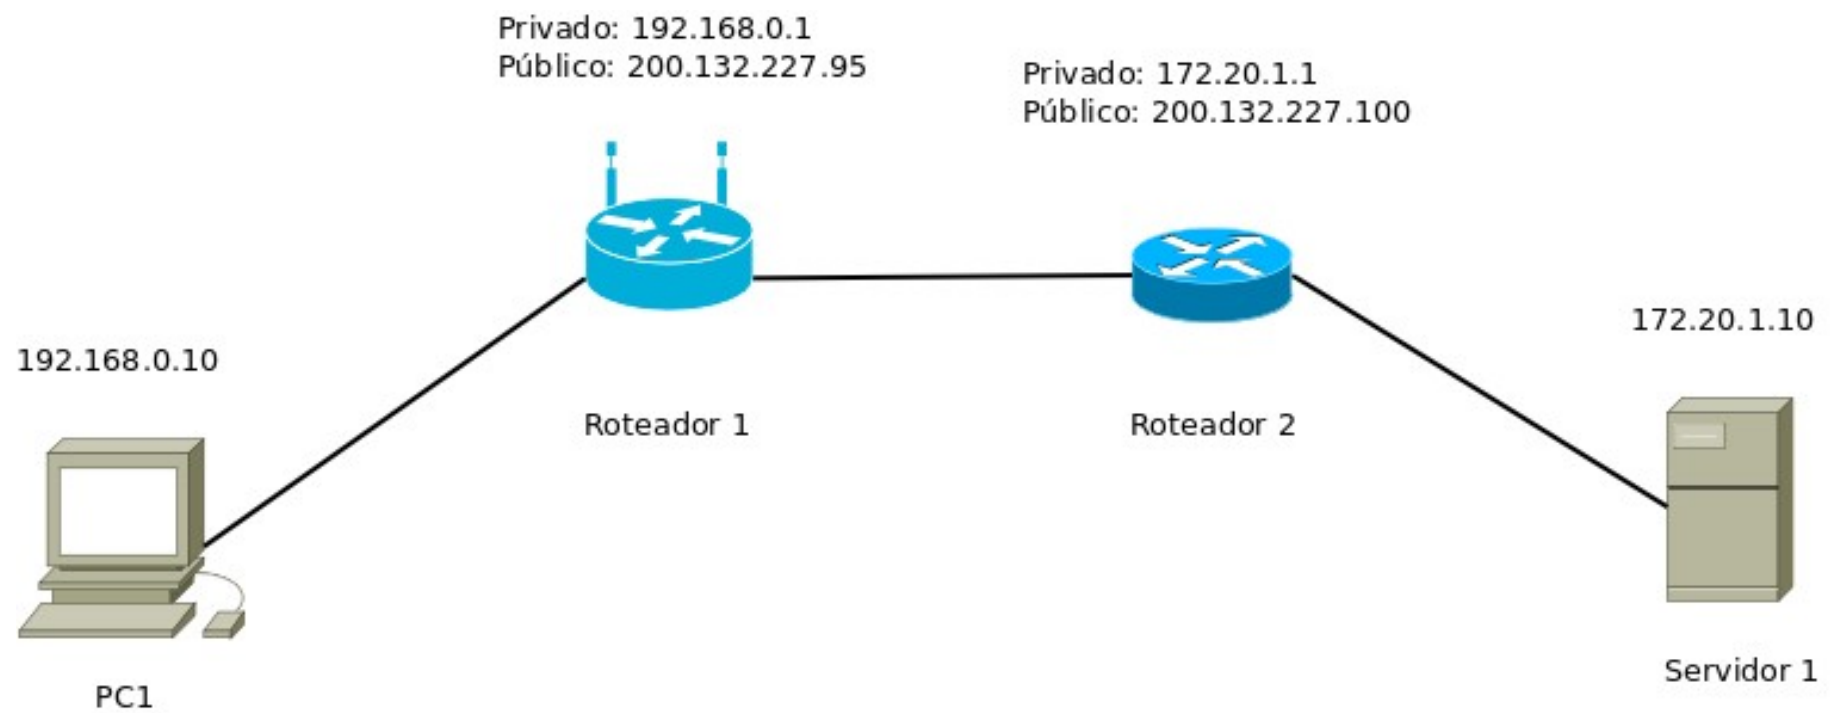 Privado: 192.168.0.1
Público: 200.132.227.95
Privado: 172.20.1.1
Público: 200.132.227.100
172.20.1.10
192.168.0.10
Roteador 1
Roteador 2
Servidor 1
PC1